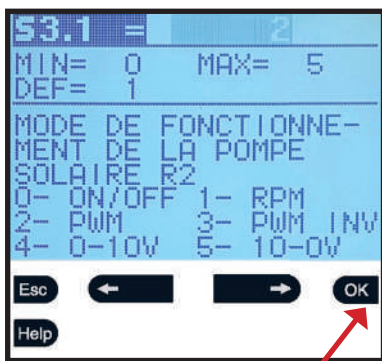 S3.1 = 2
MIN= 0 MAX= 5
DEF= 1
MODE DE FONCTIONNE-
MENT DE LA POMPE
SOLAIRE R2
0- ON/OFF 1- RPM
2- PWM 3- PWM INV
4- 0-10V 5- 10-0V
Esc ← → OK
Help